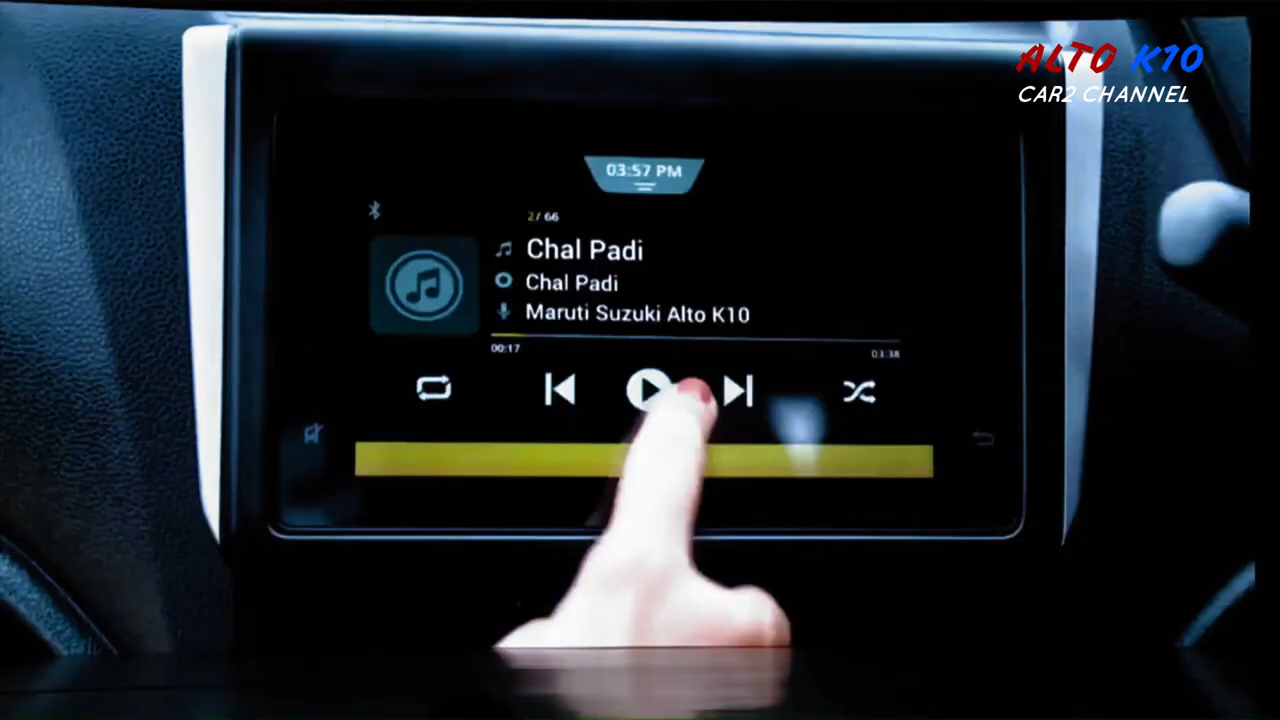 ALTO K10
CAR2 CHANNEL
03:57 PM
2/ 66
Chal Padi
Chal Padi
Maruti Suzuki Alto K10
00:17
03:38